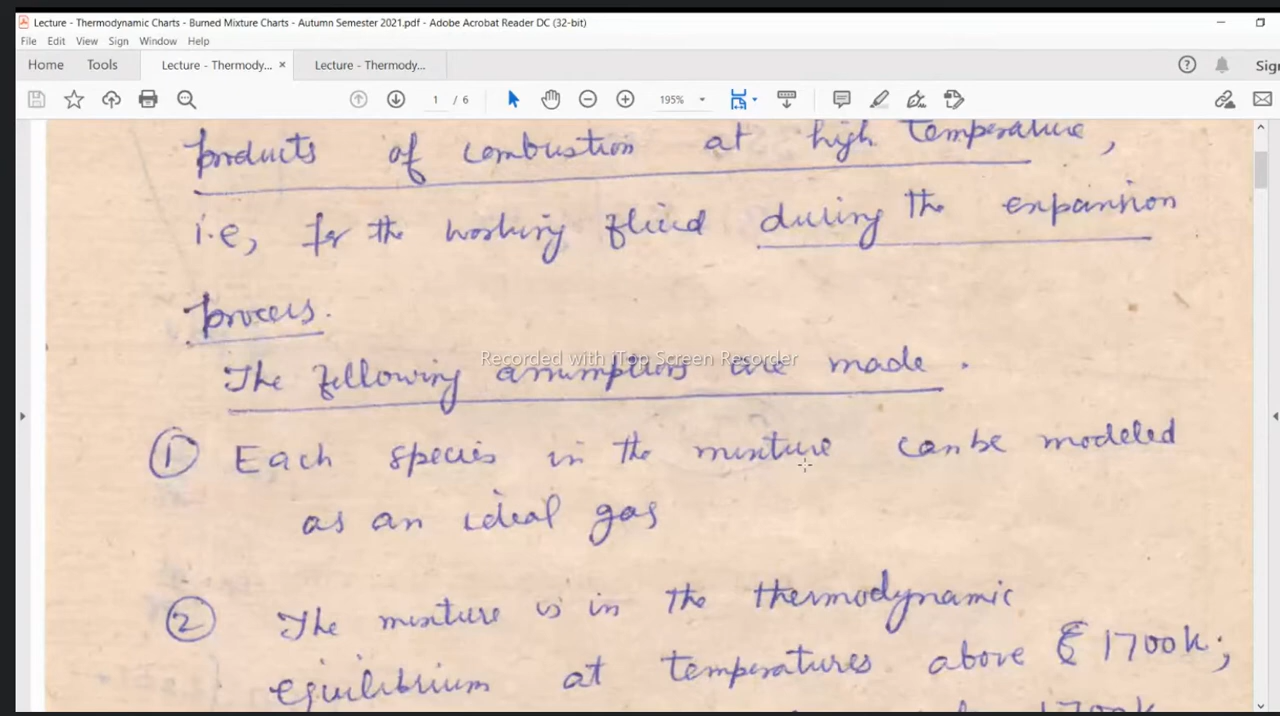 Lecture - Thermodynamic Charts - Burned Mixture Charts - Autumn Semester 2021.pdf - Adobe Acrobat Reader DC (32-bit)
File Edit View Sign Window Help
Home Tools Lecture - Thermody... × Lecture - Thermody... Sign
1 / 6 195%
products of combustion at high temperature,
i.e, for the working fluid during the expansion
process.
Recorded with iTop Screen Recorder
The following assumptions are made.
① Each species in the mixture can be modeled
as an ideal gas
② The mixture is in the thermodynamic
equilibrium at temperatures above 1700k;
1700k